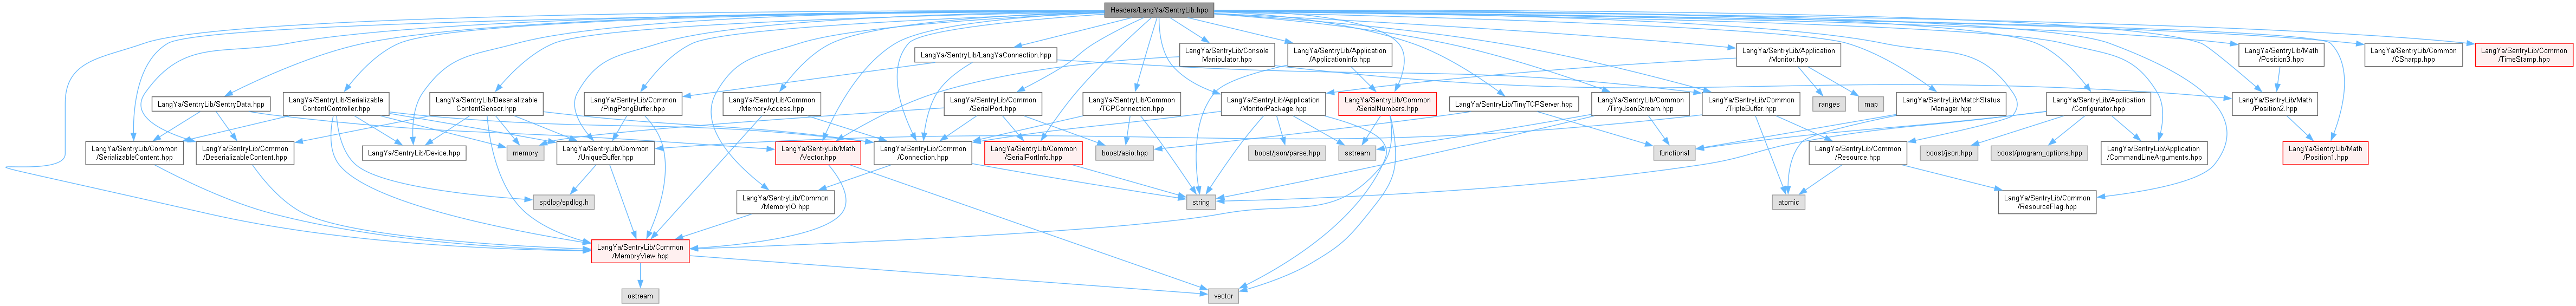 Headers/LangYa/SentryLib.hpp
LangYa/SentryLib/LangYaConnection.hpp
LangYa/SentryLib/Console
Manipulator.hpp
LangYa/SentryLib/Application
/ApplicationInfo.hpp
LangYa/SentryLib/Application
/Monitor.hpp
LangYa/SentryLib/Math
/Position3.hpp
LangYa/SentryLib/Common
/CSharpp.hpp
LangYa/SentryLib/Common
/TimeStamp.hpp
LangYa/SentryLib/SentryData.hpp
LangYa/SentryLib/Serializable
ContentController.hpp
LangYa/SentryLib/Deserializable
ContentSensor.hpp
LangYa/SentryLib/Common
/PingPongBuffer.hpp
LangYa/SentryLib/Common
/MemoryAccess.hpp
LangYa/SentryLib/Common
/SerialPort.hpp
LangYa/SentryLib/Common
/TCPConnection.hpp
LangYa/SentryLib/Application
/MonitorPackage.hpp
LangYa/SentryLib/Common
/SerialNumbers.hpp
LangYa/SentryLib/TinyTCPServer.hpp
LangYa/SentryLib/Common
/TinyJsonStream.hpp
LangYa/SentryLib/Common
/TripleBuffer.hpp
ranges
map
LangYa/SentryLib/MatchStatus
Manager.hpp
LangYa/SentryLib/Application
/Configurator.hpp
LangYa/SentryLib/Math
/Position2.hpp
LangYa/SentryLib/Common
/SerializableContent.hpp
LangYa/SentryLib/Common
/DeserializableContent.hpp
LangYa/SentryLib/Device.hpp
memory
LangYa/SentryLib/Common
/UniqueBuffer.hpp
LangYa/SentryLib/Math
/Vector.hpp
LangYa/SentryLib/Common
/Connection.hpp
LangYa/SentryLib/Common
/SerialPortInfo.hpp
boost/asio.hpp
boost/json/parse.hpp
sstream
functional
LangYa/SentryLib/Common
/Resource.hpp
boost/json.hpp
boost/program_options.hpp
LangYa/SentryLib/Application
/CommandLineArguments.hpp
LangYa/SentryLib/Math
/Position1.hpp
spdlog/spdlog.h
LangYa/SentryLib/Common
/MemoryIO.hpp
string
atomic
LangYa/SentryLib/Common
/ResourceFlag.hpp
LangYa/SentryLib/Common
/MemoryView.hpp
ostream
vector